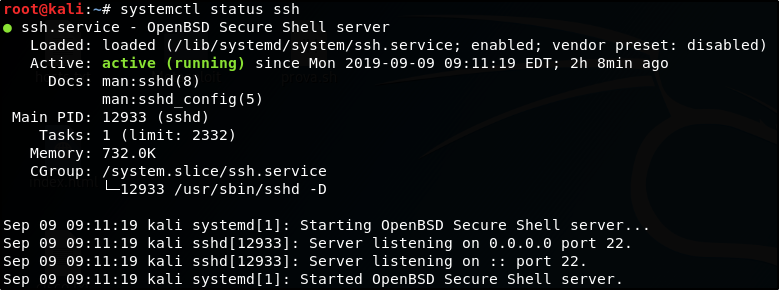 root@kali:~# systemctl status ssh
● ssh.service - OpenBSD Secure Shell server
   Loaded: loaded (/lib/systemd/system/ssh.service; enabled; vendor preset: disabled)
   Active: active (running) since Mon 2019-09-09 09:11:19 EDT; 2h 8min ago
     Docs: man:sshd(8)
           man:sshd_config(5)
 Main PID: 12933 (sshd)
    Tasks: 1 (limit: 2332)
   Memory: 732.0K
   CGroup: /system.slice/ssh.service
           └─12933 /usr/sbin/sshd -D

Sep 09 09:11:19 kali systemd[1]: Starting OpenBSD Secure Shell server...
Sep 09 09:11:19 kali sshd[12933]: Server listening on 0.0.0.0 port 22.
Sep 09 09:11:19 kali sshd[12933]: Server listening on :: port 22.
Sep 09 09:11:19 kali systemd[1]: Started OpenBSD Secure Shell server.